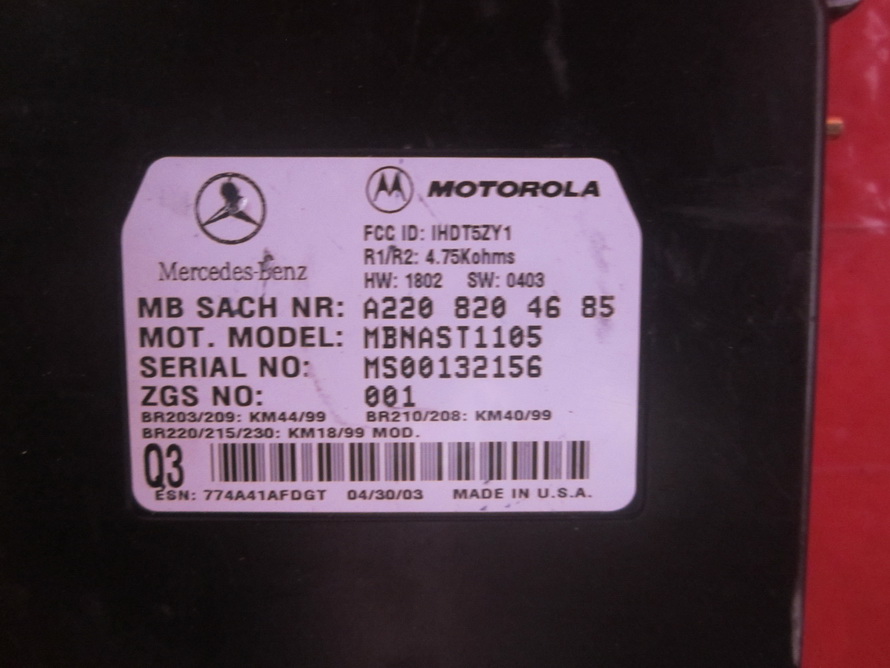 MOTOROLA
FCC ID: IHDT5ZY1
R1/R2: 4.75Kohms
Mercedes-Benz
HW: 1802 SW: 0403
MB SACH NR: A220 820 46 85
MOT. MODEL: MBNAST1105
SERIAL NO: MS00132156
ZGS NO: 001
BR203/209: KM44/99 BR210/208: KM40/99
BR220/215/230: KM18/99 MOD.
Q3
ESN: 774A41AFDGT 04/30/03 MADE IN U.S.A.